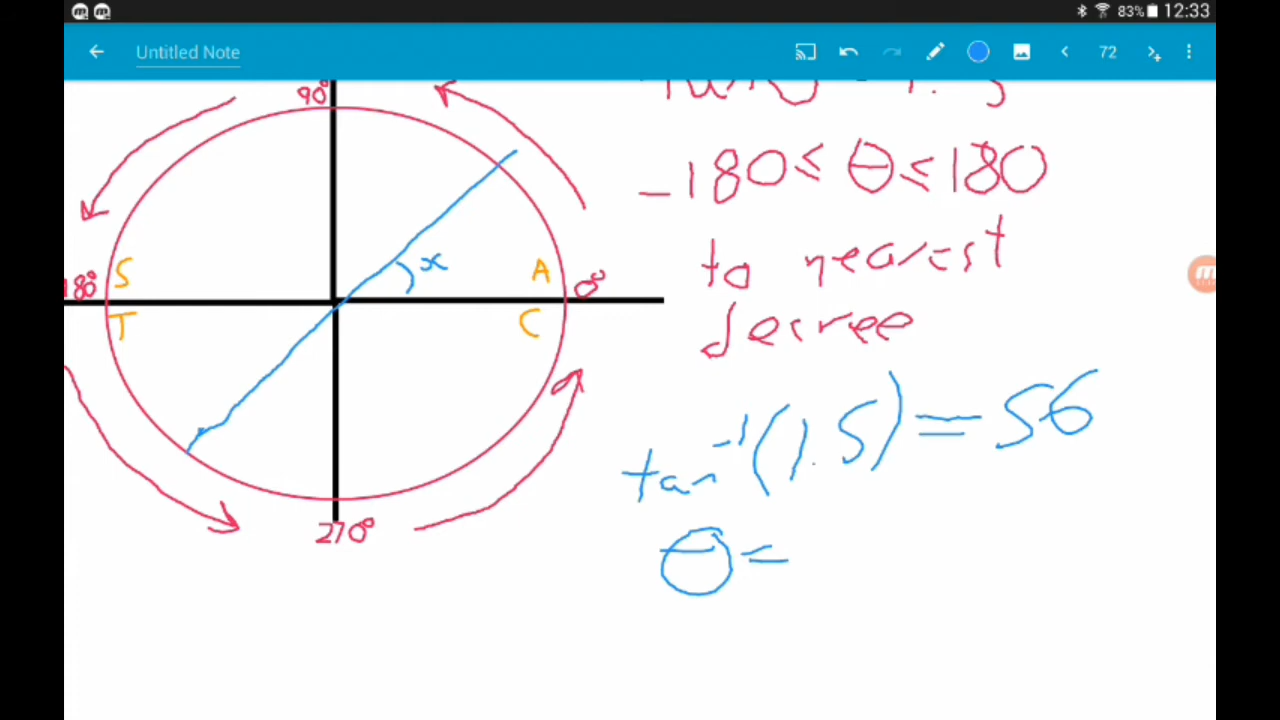 83% 12:33
Untitled Note
72
90°
-180 ≤ θ ≤ 180
to nearest
degree
S
A
180°
0°
T
C
x
tan⁻¹(1.5) = 56
θ =
270°